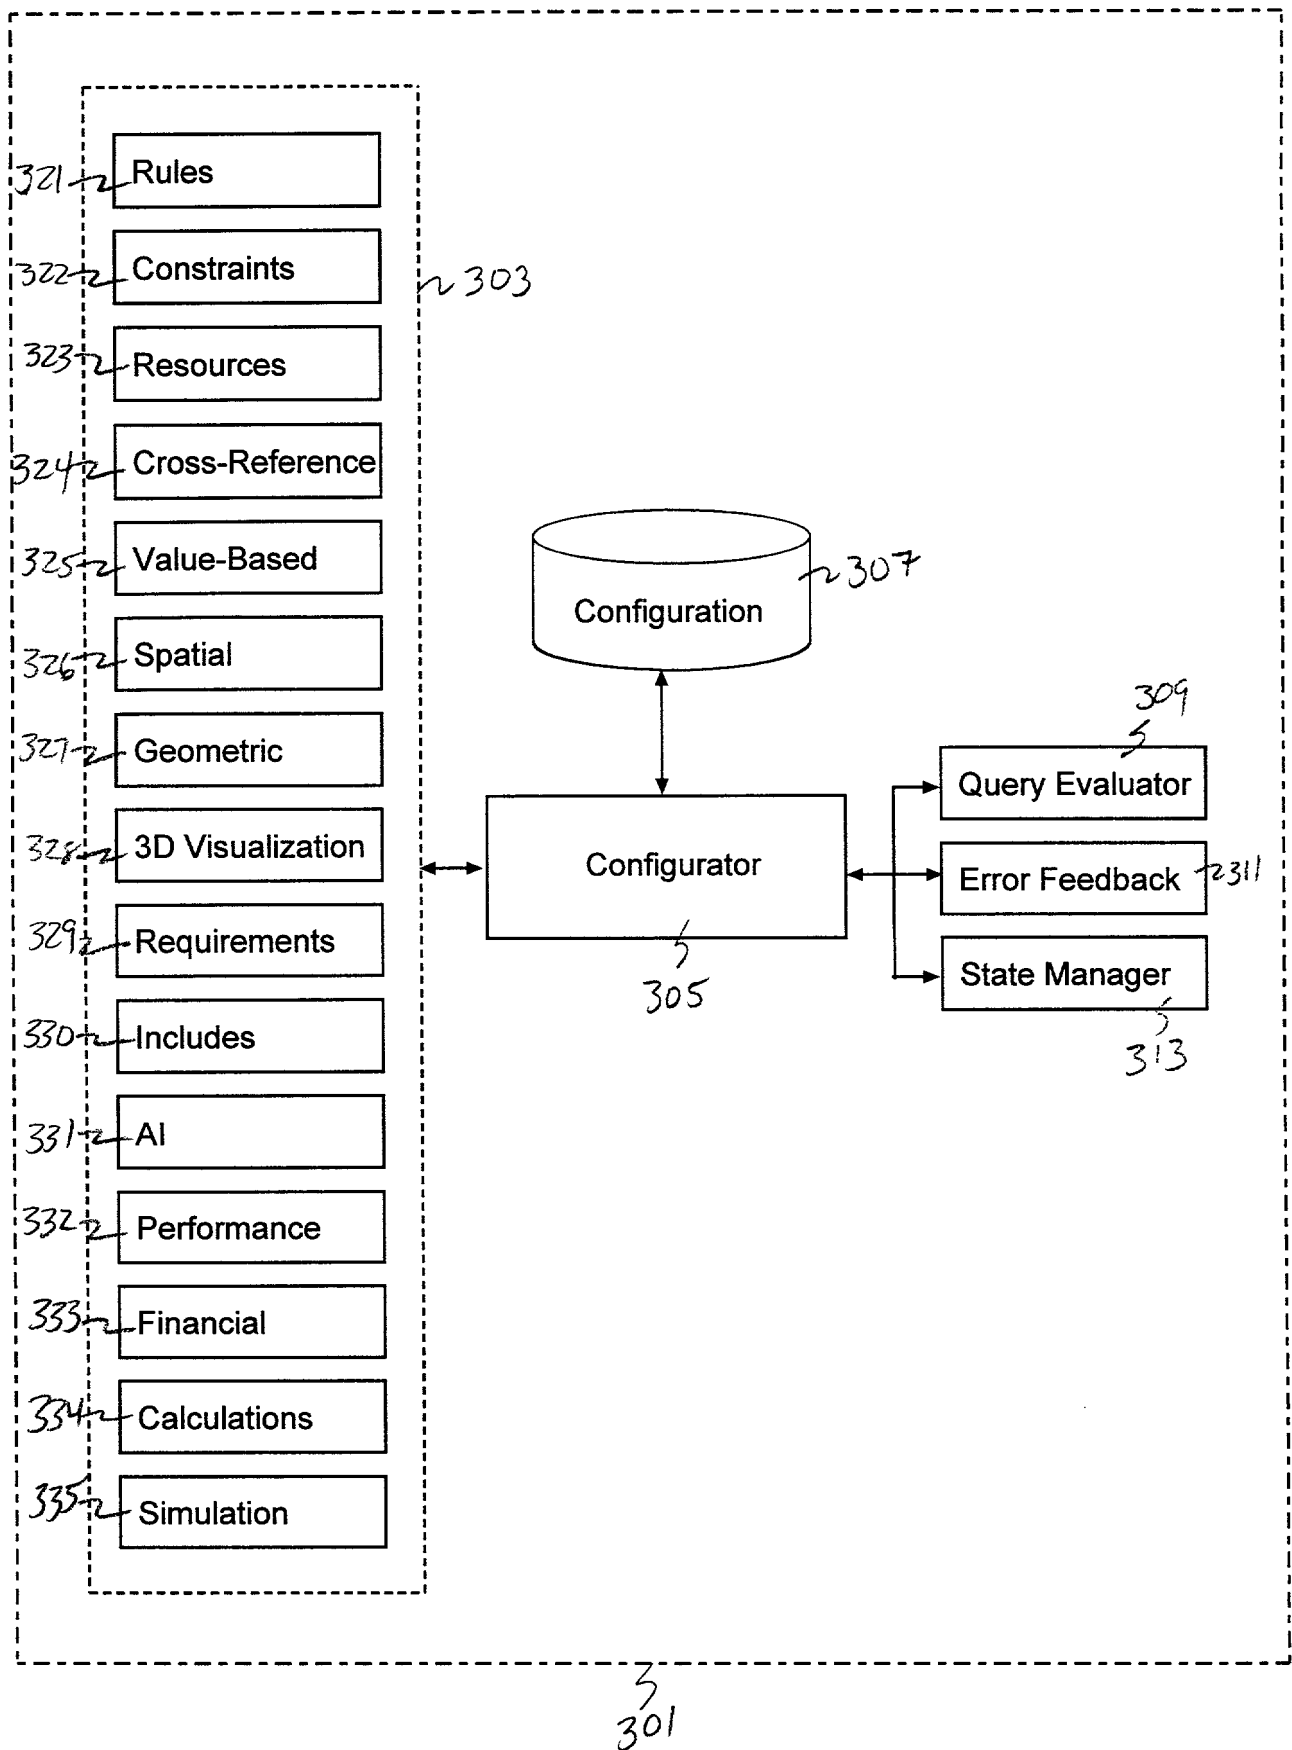 321 Rules
322 Constraints
303
323 Resources
324 Cross-Reference
325 Value-Based
307
Configuration
326 Spatial
309
327 Geometric
Query Evaluator
328 3D Visualization
Configurator
Error Feedback 311
329 Requirements
State Manager
305
330 Includes
313
331 AI
332 Performance
333 Financial
334 Calculations
335 Simulation
301